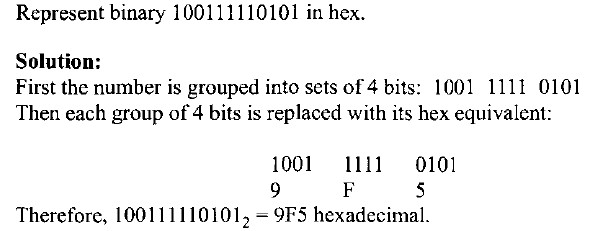 Represent binary 100111110101 in hex.
Solution:
First the number is grouped into sets of 4 bits: 1001 1111 0101
Then each group of 4 bits is replaced with its hex equivalent:
1001 1111 0101
9 F 5
Therefore, 100111110101₂ = 9F5 hexadecimal.